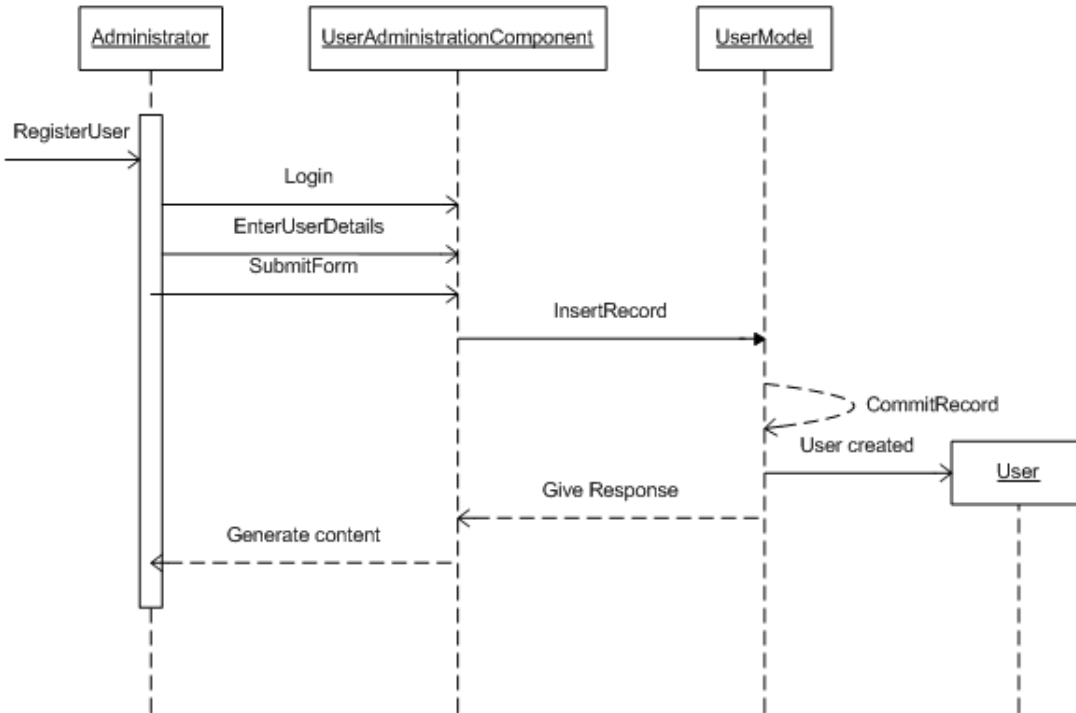 Administrator
UserAdministrationComponent
UserModel
RegisterUser
Login
EnterUserDetails
SubmitForm
InsertRecord
CommitRecord
User created
User
Give Response
Generate content